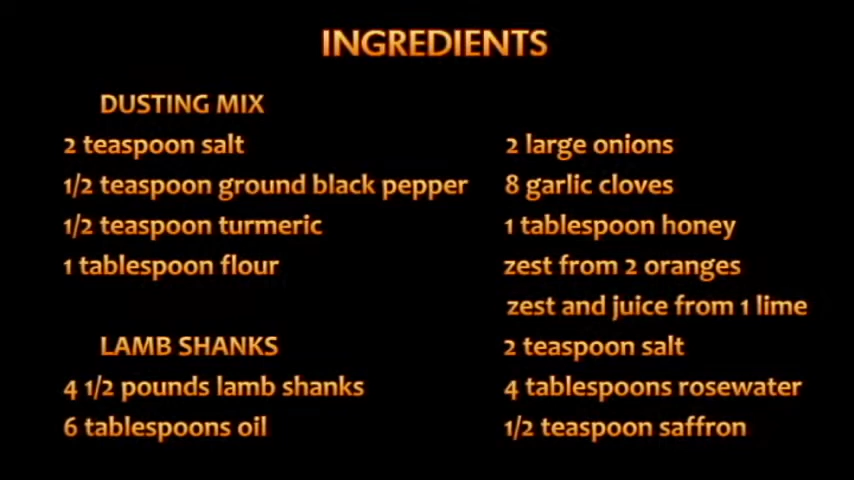 INGREDIENTS
DUSTING MIX
2 teaspoon salt
1/2 teaspoon ground black pepper
1/2 teaspoon turmeric
1 tablespoon flour
LAMB SHANKS
4 1/2 pounds lamb shanks
6 tablespoons oil
2 large onions
8 garlic cloves
1 tablespoon honey
zest from 2 oranges
zest and juice from 1 lime
2 teaspoon salt
4 tablespoons rosewater
1/2 teaspoon saffron